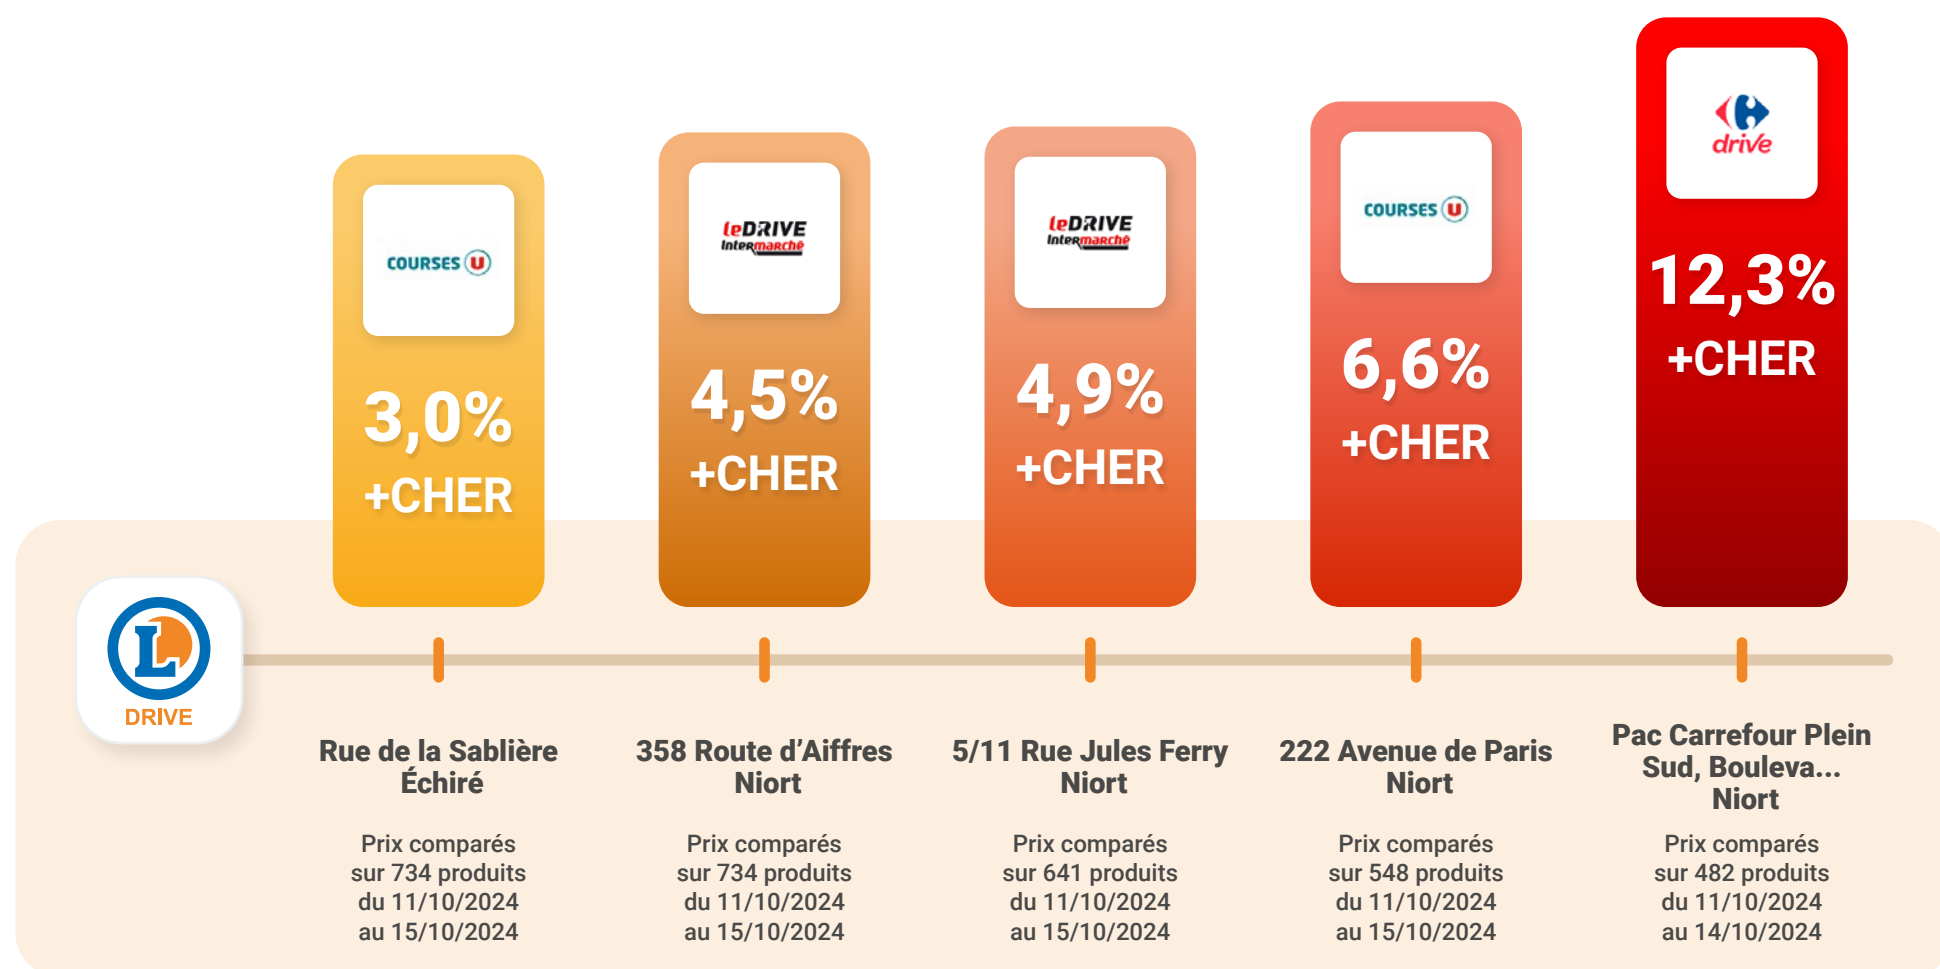 COURSES U
3,0%
+CHER
leDRIVE
Intermarché
4,5%
+CHER
leDRIVE
Intermarché
4,9%
+CHER
COURSES U
6,6%
+CHER
drive
12,3%
+CHER
L
DRIVE
Rue de la Sablière
Échiré
Prix comparés
sur 734 produits
du 11/10/2024
au 15/10/2024
358 Route d’Aiffres
Niort
Prix comparés
sur 734 produits
du 11/10/2024
au 15/10/2024
5/11 Rue Jules Ferry
Niort
Prix comparés
sur 641 produits
du 11/10/2024
au 15/10/2024
222 Avenue de Paris
Niort
Prix comparés
sur 548 produits
du 11/10/2024
au 15/10/2024
Pac Carrefour Plein
Sud, Bouleva...
Niort
Prix comparés
sur 482 produits
du 11/10/2024
au 14/10/2024